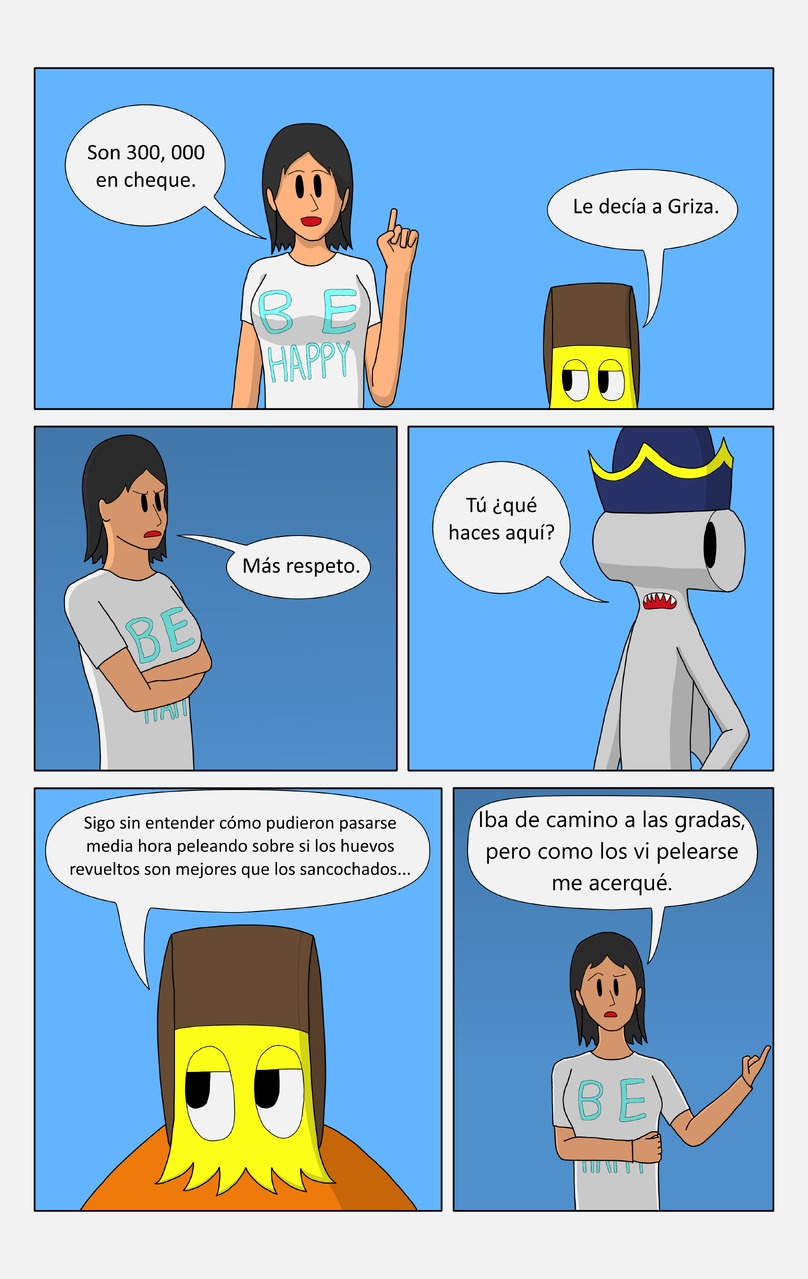 Son 300, 000
en cheque.
Le decía a Griza.
BE
HAPPY
Más respeto.
BE
HAPP
Tú ¿qué
haces aquí?
Sigo sin entender cómo pudieron pasarse
media hora peleando sobre si los huevos
revueltos son mejores que los sancochados...
Iba de camino a las gradas,
pero como los vi pelearse
me acerqué.
BE
HAPPY